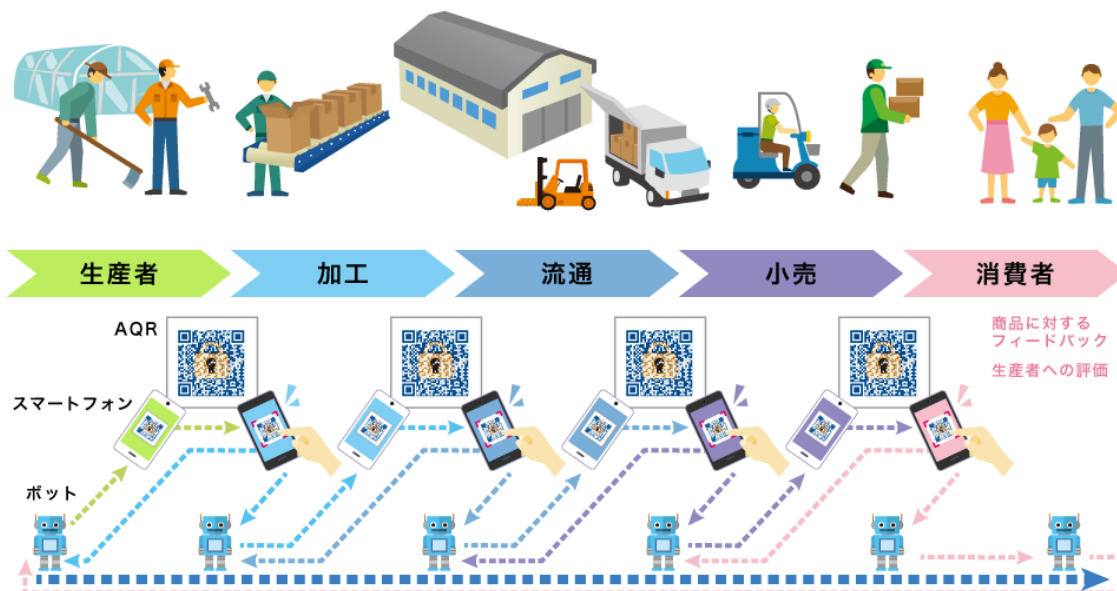 生産者
加工
流通
小売
消費者
AQR
商品に対する
フィードバック
生産者への評価
スマートフォン
ボット